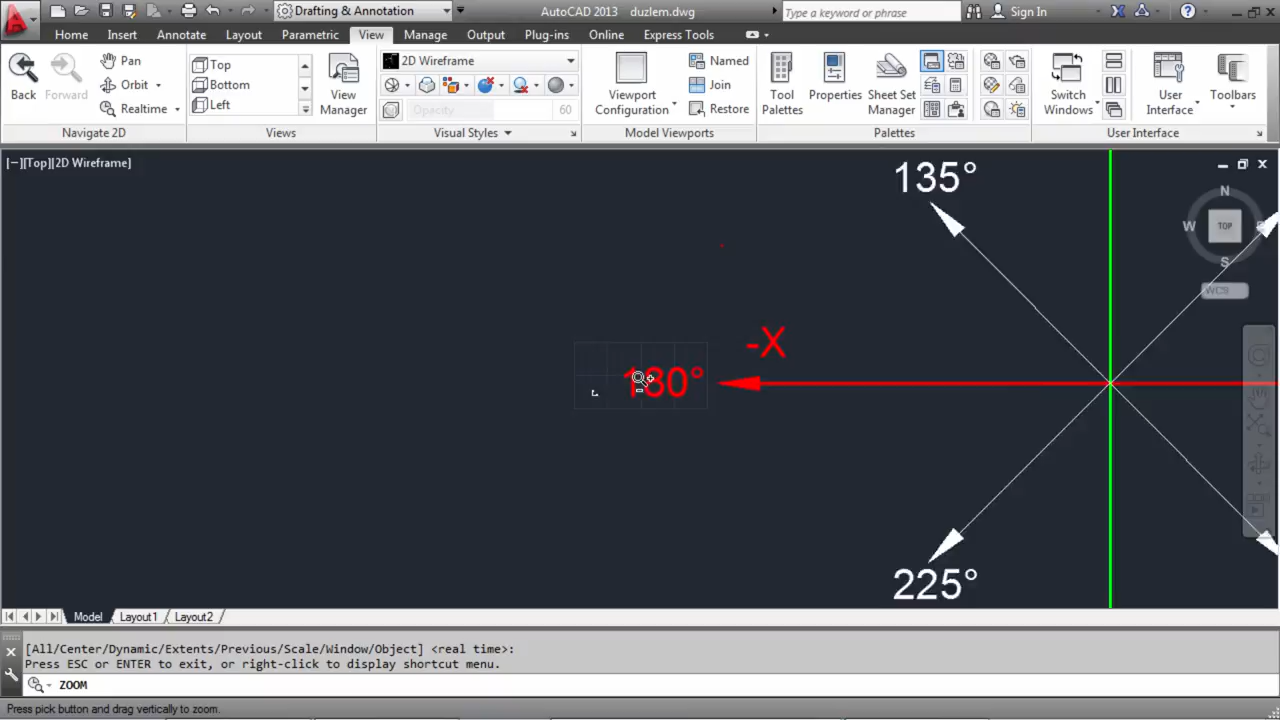 Drafting & Annotation
AutoCAD 2013 duzlem.dwg
Type a keyword or phrase
Sign In
Home Insert Annotate Layout Parametric View Manage Output Plug-ins Online Express Tools
Back
Forward
Pan
Orbit
Realtime
Navigate 2D
Top
Bottom
Left
View Manager
Views
2D Wireframe
Opacity 60
Visual Styles
Viewport Configuration
Named
Join
Restore
Model Viewports
Tool Palettes
Properties
Sheet Set Manager
Palettes
Switch Windows
User Interface
Toolbars
User Interface
[−][Top][2D Wireframe]
135°
N
W
TOP
E
S
WCS
-X
180°
225°
Model Layout1 Layout2
[All/Center/Dynamic/Extents/Previous/Scale/Window/Object] <real time>:
Press ESC or ENTER to exit, or right-click to display shortcut menu.
ZOOM
Press pick button and drag vertically to zoom.